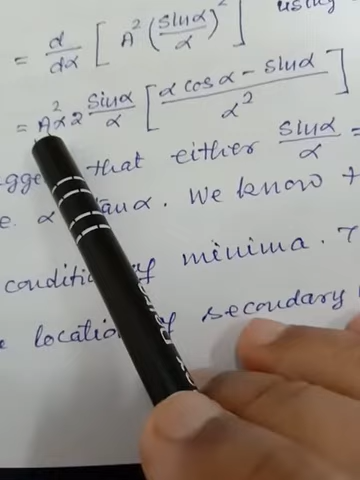 = d/dα [ A² (sinα/α)² ] using
= A² × 2 sinα/α [ α cosα - sinα / α² ]
that either sinα/α =
e. α tanα. We know
condition of minima.
location of secondary